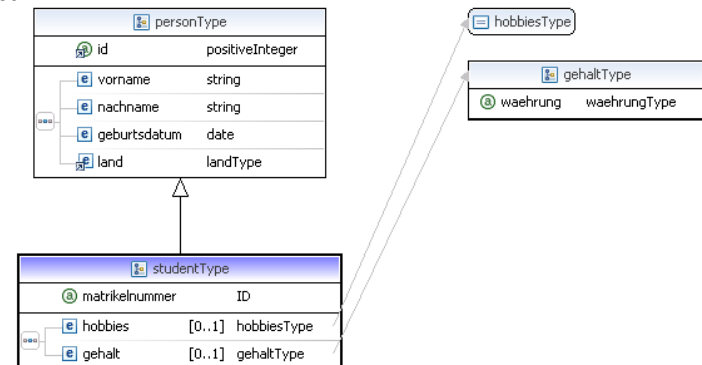 personType
id positiveInteger
vorname string
nachname string
geburtsdatum date
land landType
hobbiesType
gehaltType
waehrung waehrungType
studentType
matrikelnummer ID
hobbies [0..1] hobbiesType
gehalt [0..1] gehaltType